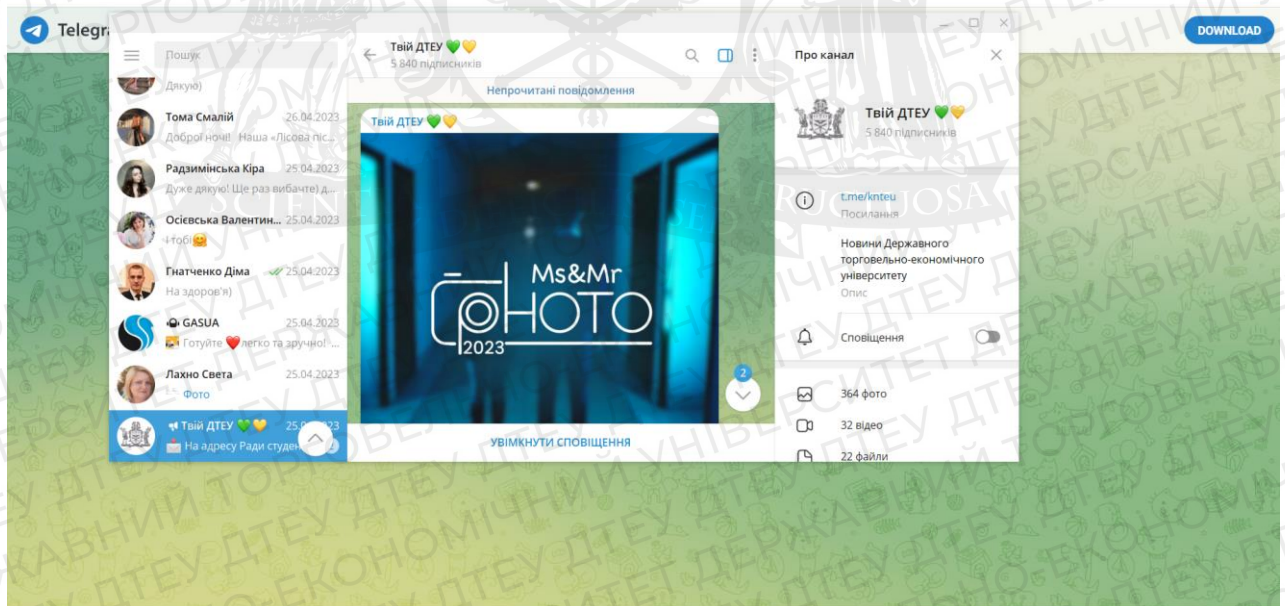 Telegra
DOWNLOAD
Пошук
Дякую)
Тома Смалій 26.04.2023
Доброї ночі! Наша «Лісова піс...
Радзимінська Кіра 25.04.2023
Дуже дякую! Ще раз вибачте) д...
Осієвська Валентин... 25.04.2023
І тобі🤗
Гнатченко Діма 25.04.2023
На здоров'я)
GASUA 25.04.2023
Готуйте ❤️легко та зручно! ...
Лахно Света 25.04.2023
Фото
Твій ДТЕУ 💚💛
На адресу Ради студен
Твій ДТЕУ 💚💛
5 840 підписників
Непрочитані повідомлення
Твій ДТЕУ 💚💛
Ms&Mr
PHOTO
2023
2
УВІМКНУТИ СПОВІЩЕННЯ
Про канал
Твій ДТЕУ 💚💛
5 840 підписників
t.me/knteu
Посилання
Новини Державного
торговельно-економічного
університету
Опис
Сповіщення
364 фото
32 відео
22 файли